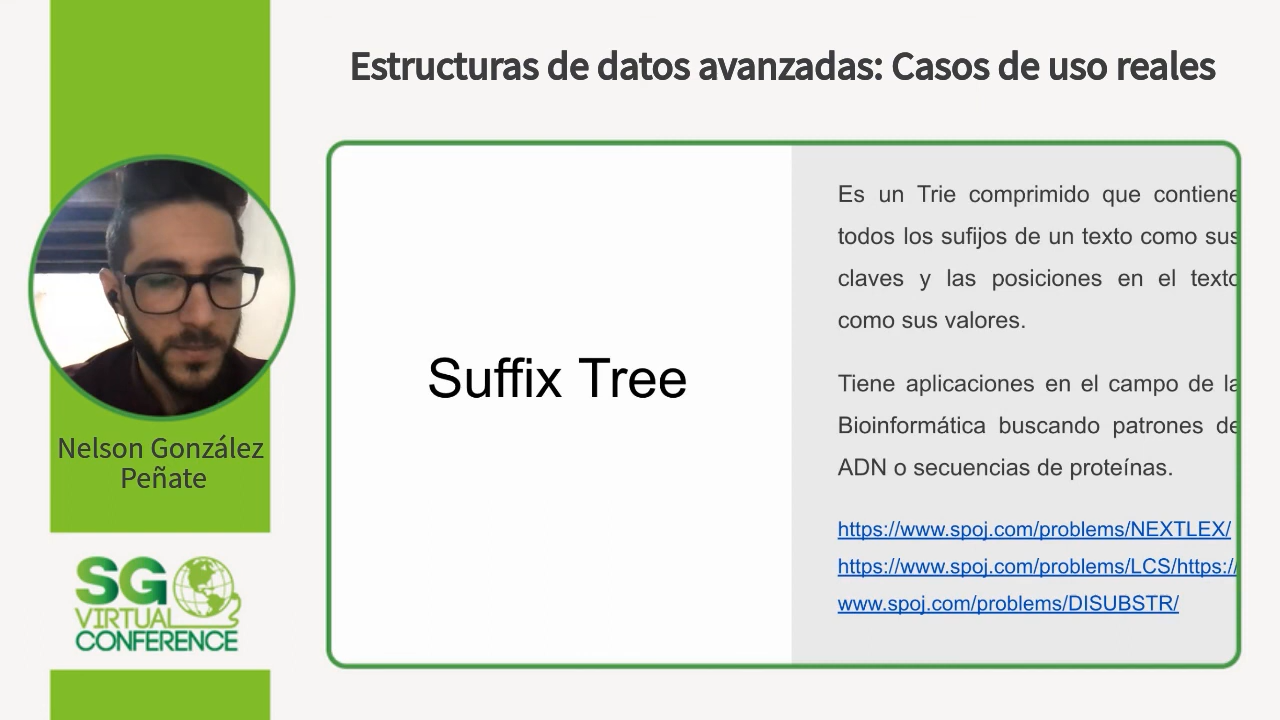 Estructuras de datos avanzadas: Casos de uso reales
Nelson González
Peñate
SG
VIRTUAL
CONFERENCE
Suffix Tree
Es un Trie comprimido que contiene
todos los sufijos de un texto como sus
claves y las posiciones en el texto
como sus valores.
Tiene aplicaciones en el campo de la
Bioinformática buscando patrones de
ADN o secuencias de proteínas.
https://www.spoj.com/problems/NEXTLEX/
https://www.spoj.com/problems/LCS/https://
www.spoj.com/problems/DISUBSTR/